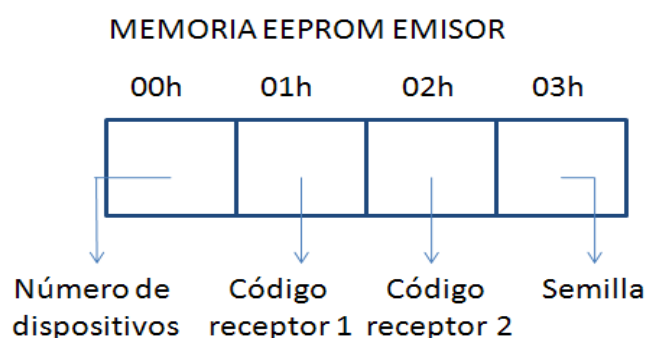 MEMORIA EEPROM EMISOR
00h 01h 02h 03h
Número de Código Código Semilla
dispositivos receptor 1 receptor 2